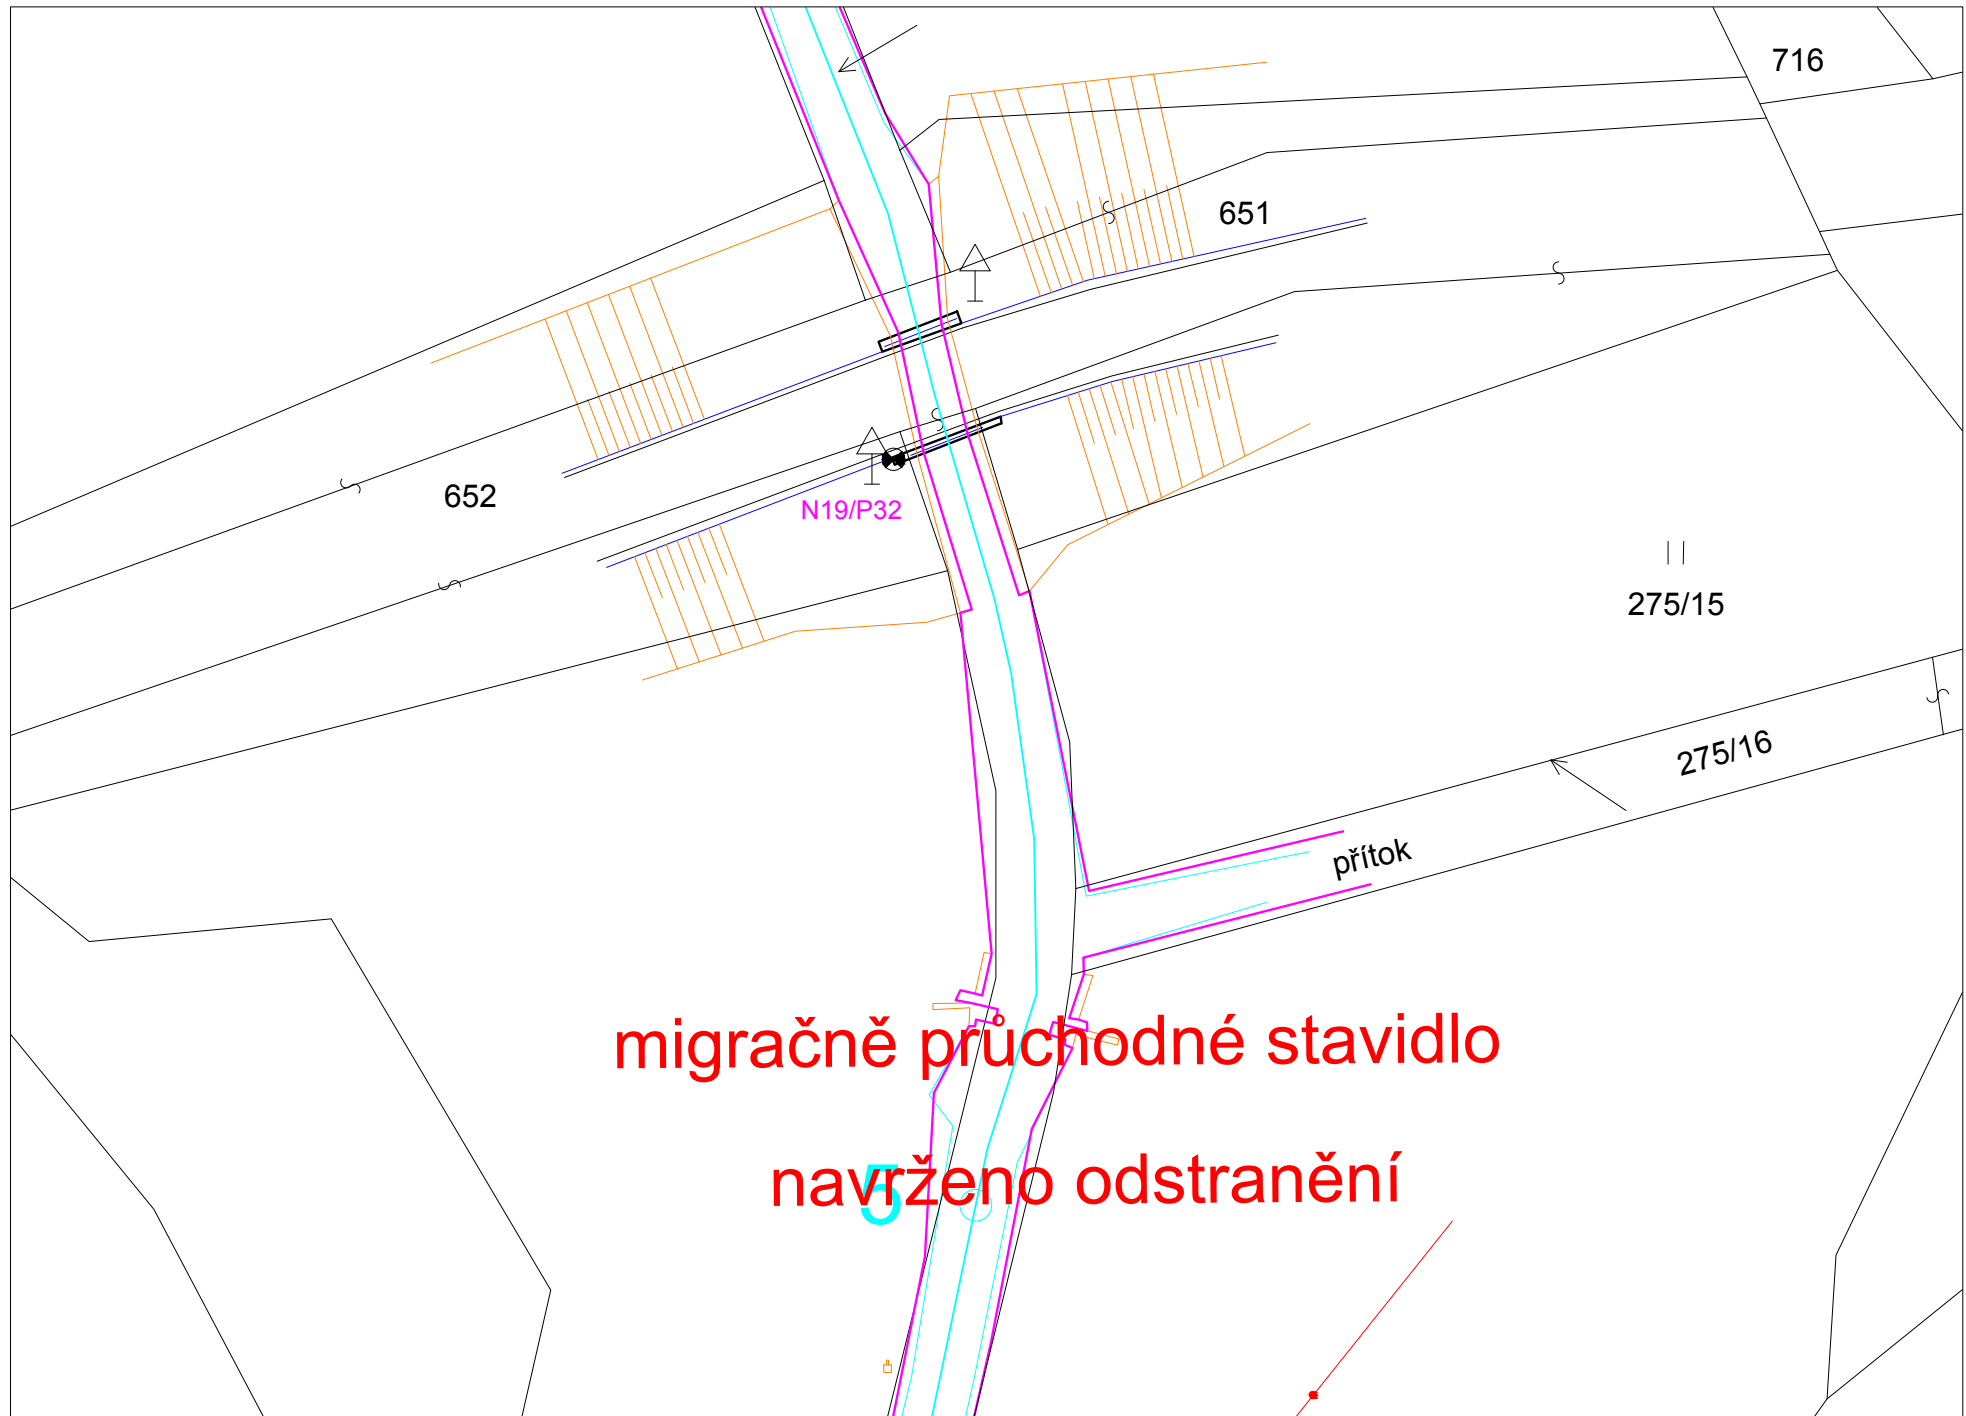 716
651
652
N19/P32
275/15
275/16
přítok
migračně průchodné stavidlo
navrženo odstranění
5